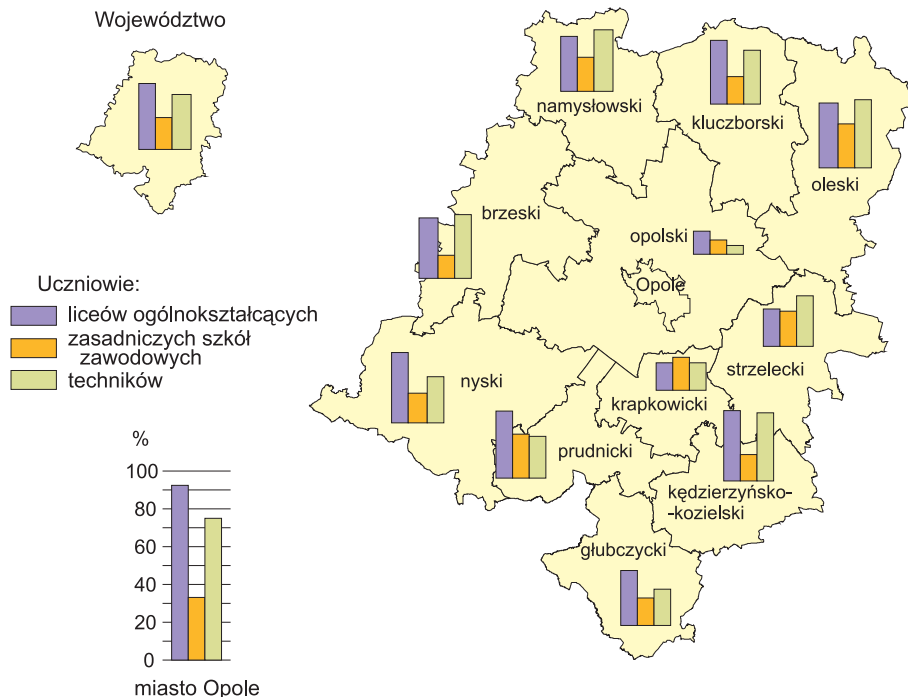 Województwo
namysłowski
kluczborski
oleski
brzeski
opolski
Opole
Uczniowie:
liceów ogólnokształcących
zasadniczych szkół
zawodowych
techników
strzelecki
nyski
krapkowicki
prudnicki
kędzierzyńsko-
-kozielski
głubczycki
%
100
80
60
40
20
0
miasto Opole